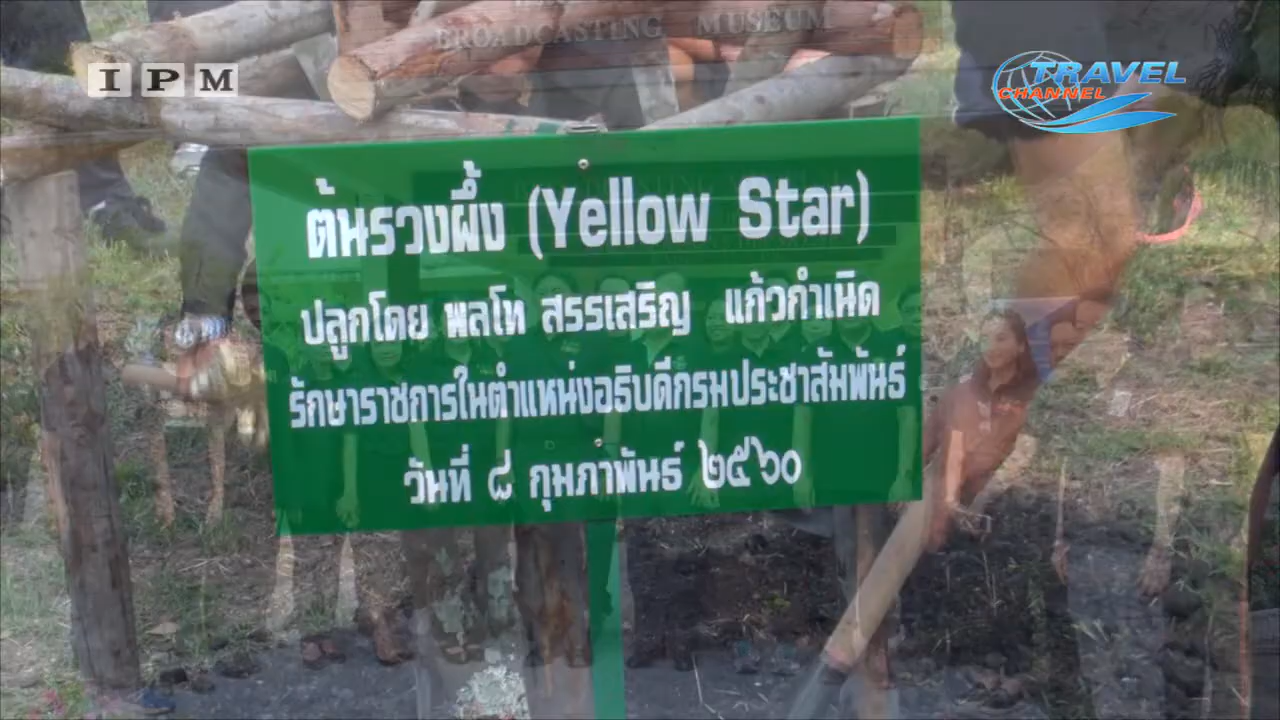 BROADCASTING MUSEUM
IPM
TRAVEL
CHANNEL
ต้นรวงผึ้ง (Yellow Star)
ปลูกโดย พลโท สรรเสริญ แก้วกำเนิด
รักษาราชการในตำแหน่งอธิบดีกรมประชาสัมพันธ์
วันที่ ๘ กุมภาพันธ์ ๒๕๖๐